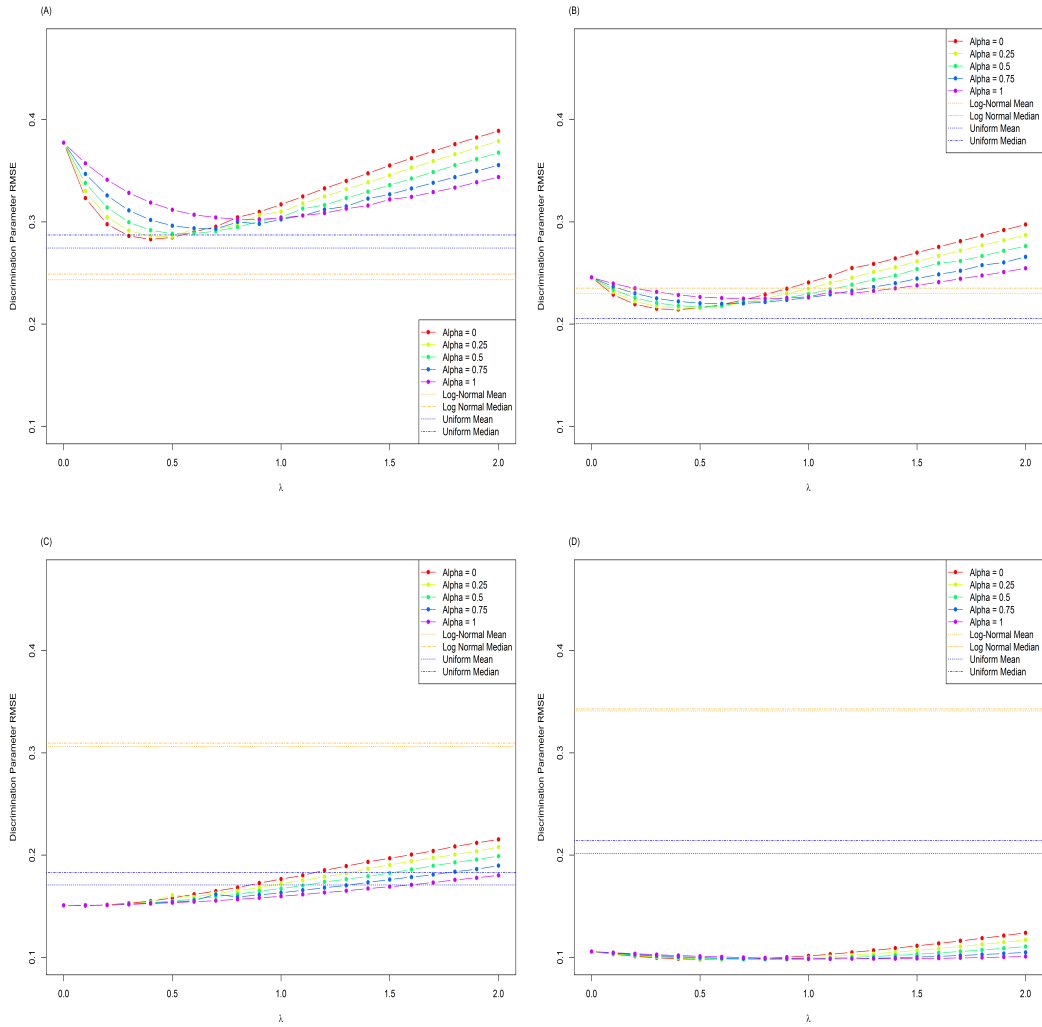 (A)
Discrimination Parameter RMSE
0.4
0.3
0.2
0.1
Alpha = 0
Alpha = 0.25
Alpha = 0.5
Alpha = 0.75
Alpha = 1
Log-Normal Mean
Log Normal Median
Uniform Mean
Uniform Median
0.0
0.5
1.0
1.5
2.0
λ
(B)
Discrimination Parameter RMSE
0.4
0.3
0.2
0.1
Alpha = 0
Alpha = 0.25
Alpha = 0.5
Alpha = 0.75
Alpha = 1
Log-Normal Mean
Log Normal Median
Uniform Mean
Uniform Median
0.0
0.5
1.0
1.5
2.0
λ
(C)
Discrimination Parameter RMSE
0.4
0.3
0.2
0.1
Alpha = 0
Alpha = 0.25
Alpha = 0.5
Alpha = 0.75
Alpha = 1
Log-Normal Mean
Log Normal Median
Uniform Mean
Uniform Median
0.0
0.5
1.0
1.5
2.0
λ
(D)
Discrimination Parameter RMSE
0.4
0.3
0.2
0.1
Alpha = 0
Alpha = 0.25
Alpha = 0.5
Alpha = 0.75
Alpha = 1
Log-Normal Mean
Log Normal Median
Uniform Mean
Uniform Median
0.0
0.5
1.0
1.5
2.0
λ